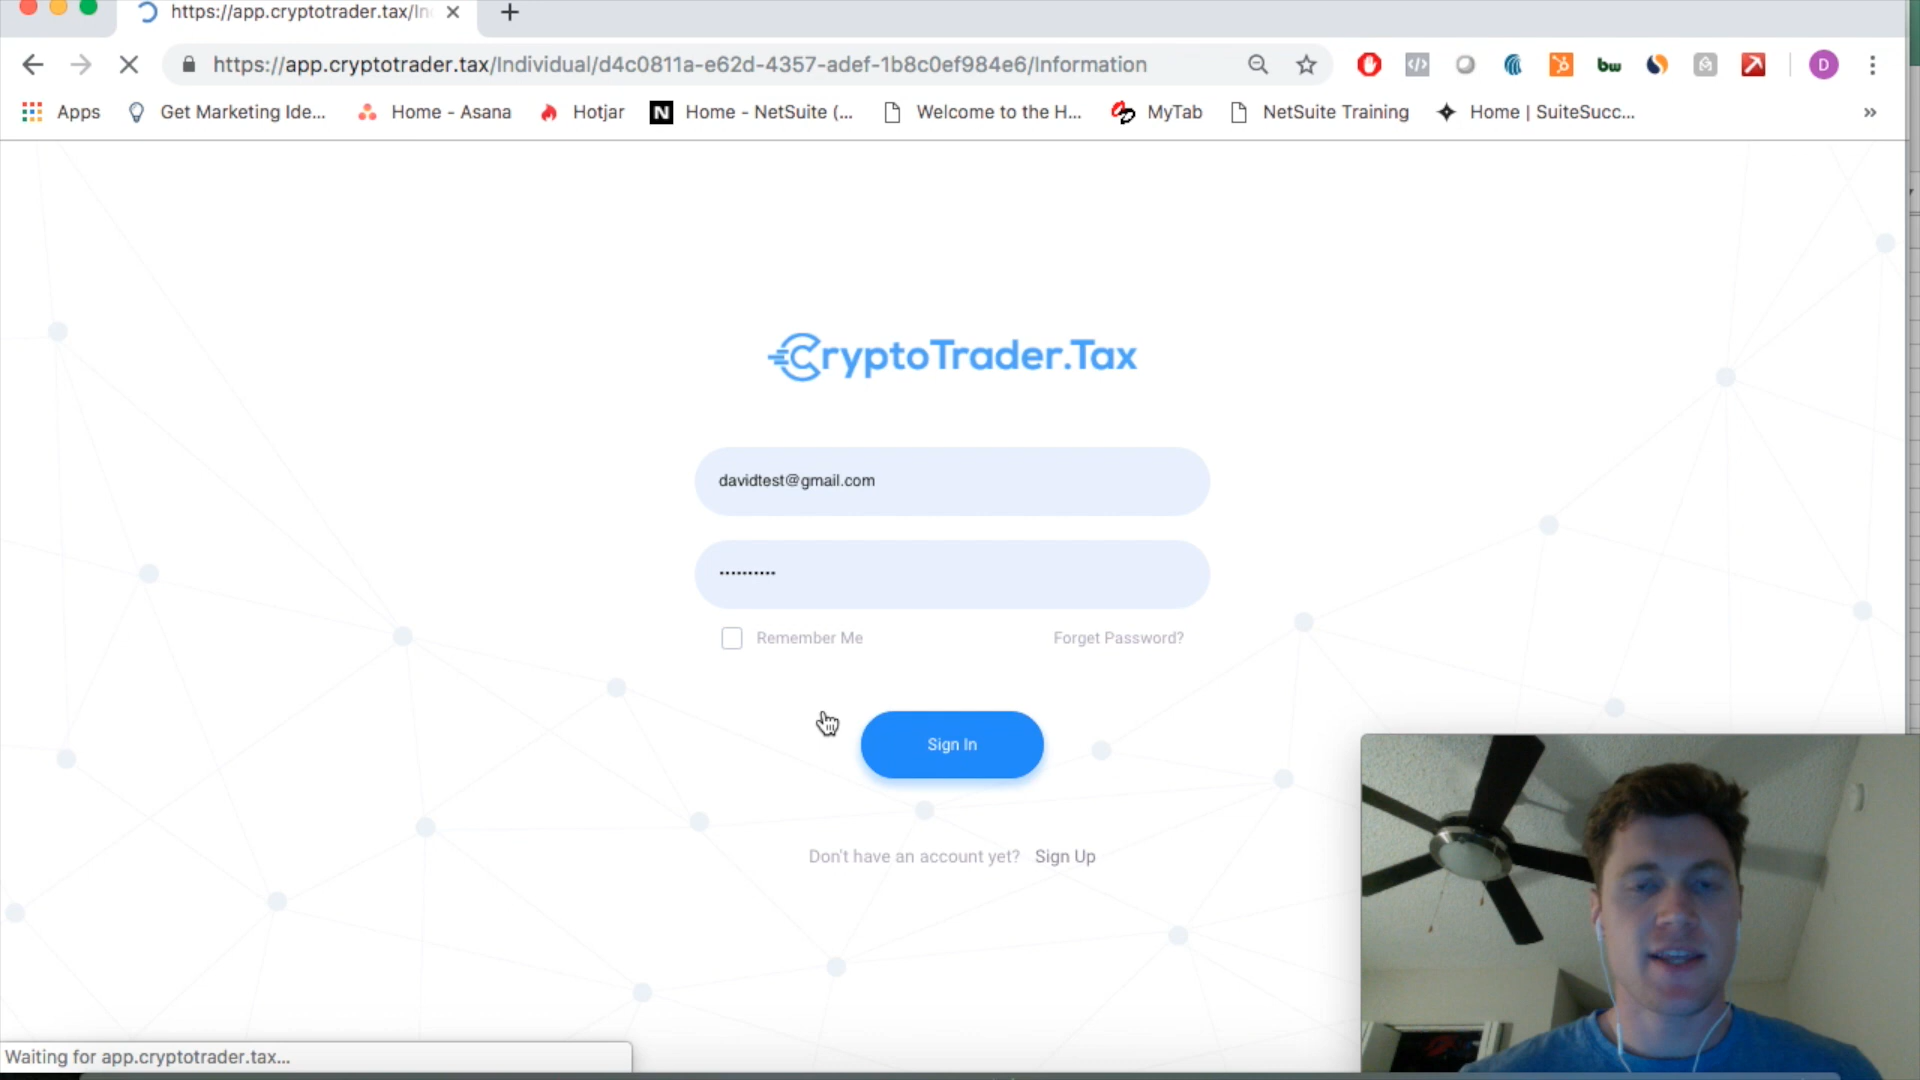 https://app.cryptotrader.tax/In
https://app.cryptotrader.tax/Individual/d4c0811a-e62d-4357-adef-1b8c0ef984e6/Information
bw
D
Apps
Get Marketing Ide...
Home - Asana
Hotjar
N
Home - NetSuite (...
Welcome to the H...
MyTab
NetSuite Training
Home | SuiteSucc...
»
CryptoTrader.Tax
davidtest@gmail.com
••••••••••
Remember Me
Forget Password?
Sign In
Don't have an account yet? Sign Up
Waiting for app.cryptotrader.tax...